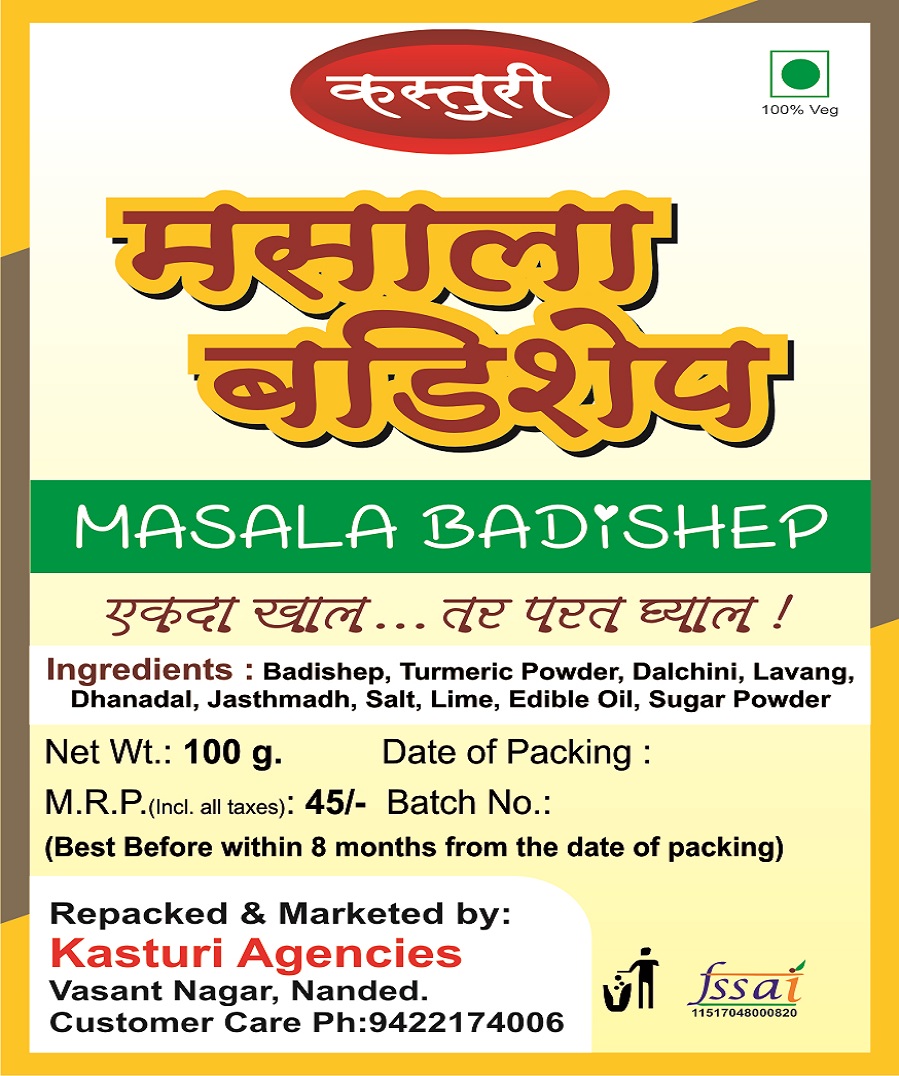 कस्तुरी
100% Veg
मसाला
बडिशेप
MASALA BADiSHEP
एकदा खाल... तर परत घ्याल !
Ingredients : Badishep, Turmeric Powder, Dalchini, Lavang,
Dhanadal, Jasthmadh, Salt, Lime, Edible Oil, Sugar Powder
Net Wt.: 100 g. Date of Packing :
M.R.P.(Incl. all taxes): 45/- Batch No.:
(Best Before within 8 months from the date of packing)
Repacked & Marketed by:
Kasturi Agencies
Vasant Nagar, Nanded.
Customer Care Ph:9422174006
fssai
11517048000820